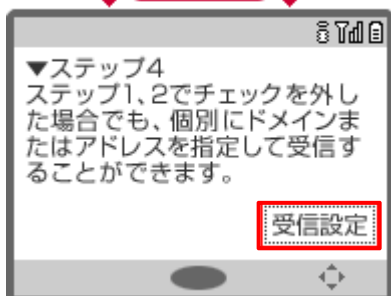 ▼ステップ4
ステップ1、2でチェックを外し
た場合でも、個別にドメインま
たはアドレスを指定して受信す
ることができます。
受信設定